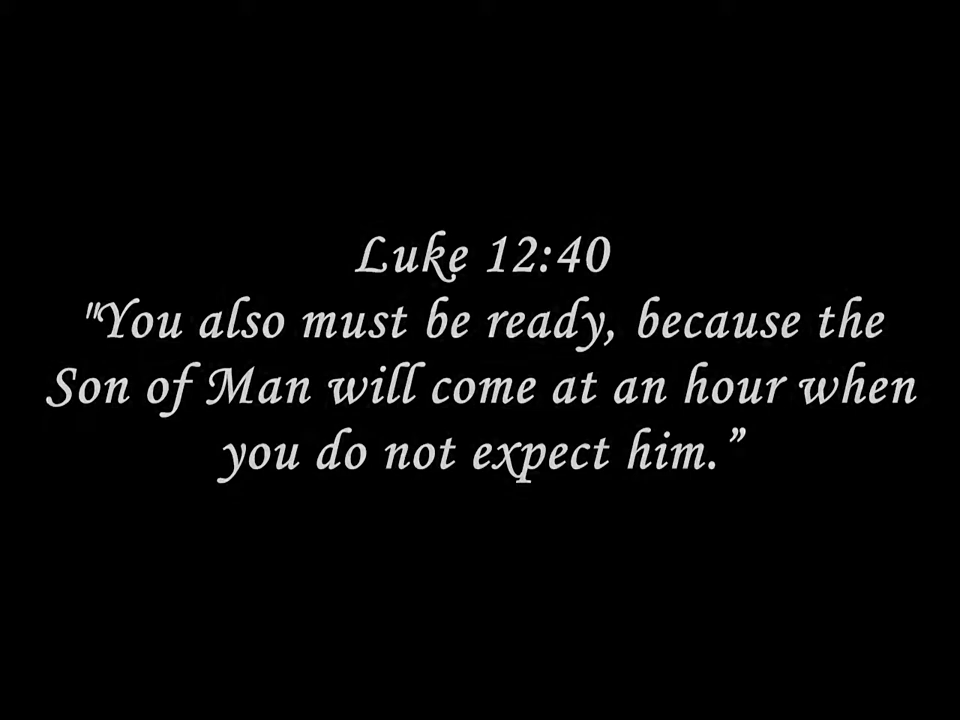 Luke 12:40
"You also must be ready, because the
Son of Man will come at an hour when
you do not expect him.”